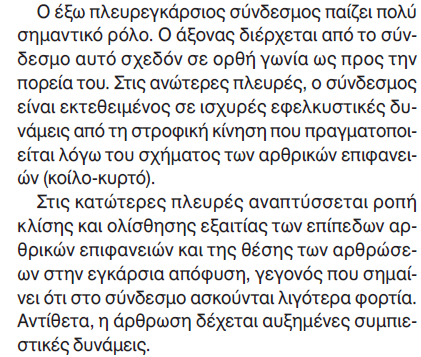 Ο έξω πλευρεγκάρσιος σύνδεσμος παίζει πολύ
σημαντικό ρόλο. Ο άξονας διέρχεται από το σύν-
δεσμο αυτό σχεδόν σε ορθή γωνία ως προς την
πορεία του. Στις ανώτερες πλευρές, ο σύνδεσμος
είναι εκτεθειμένος σε ισχυρές εφελκυστικές δυ-
νάμεις από τη στροφική κίνηση που πραγματοποι-
είται λόγω του σχήματος των αρθρικών επιφανει-
ών (κοίλο-κυρτό).
Στις κατώτερες πλευρές αναπτύσσεται ροπή
κλίσης και ολίσθησης εξαιτίας των επίπεδων αρ-
θρικών επιφανειών και της θέσης των αρθρώσε-
ων στην εγκάρσια απόφυση, γεγονός που σημαί-
νει ότι στο σύνδεσμο ασκούνται λιγότερα φορτία.
Αντίθετα, η άρθρωση δέχεται αυξημένες συμπιε-
στικές δυνάμεις.